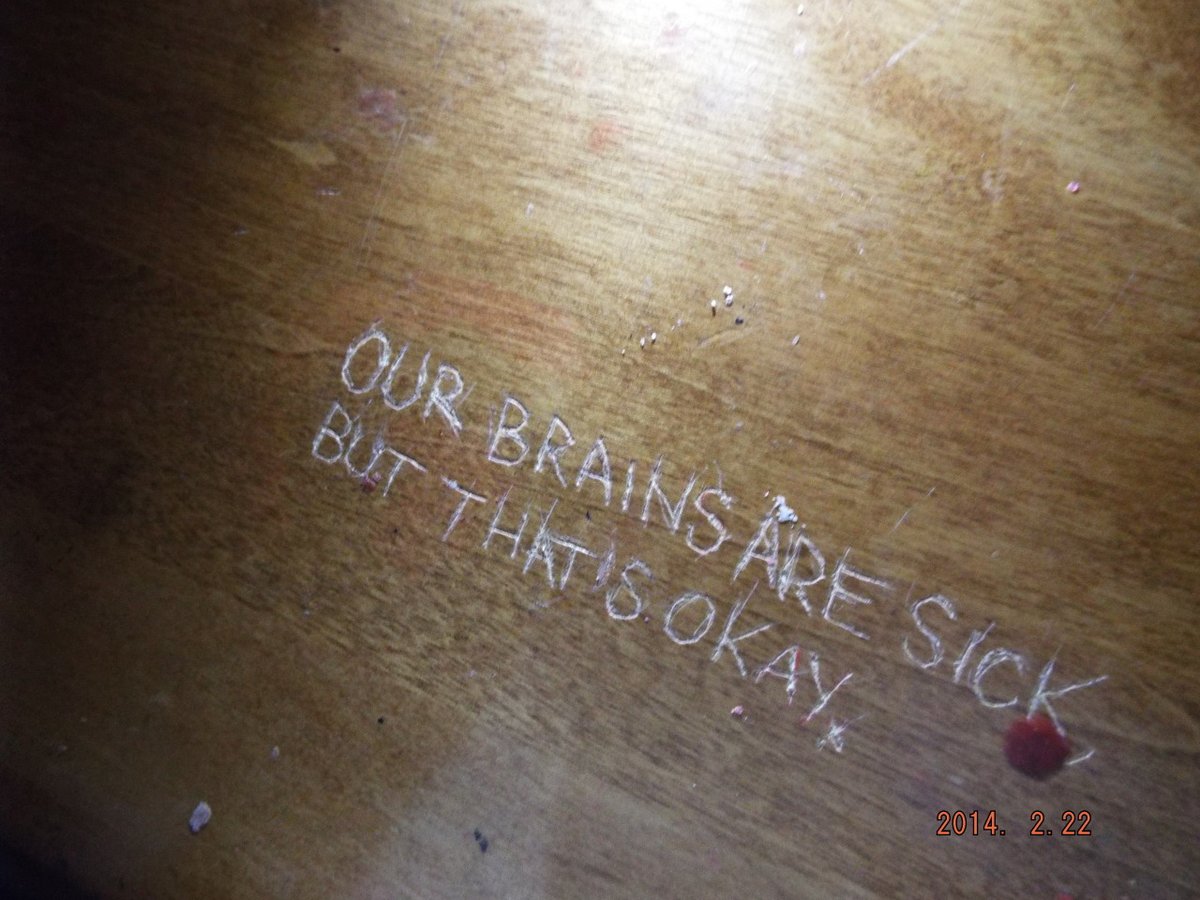 OUR BRAINS ARE SICK,
BUT THAT IS OKAY.
2014. 2.22